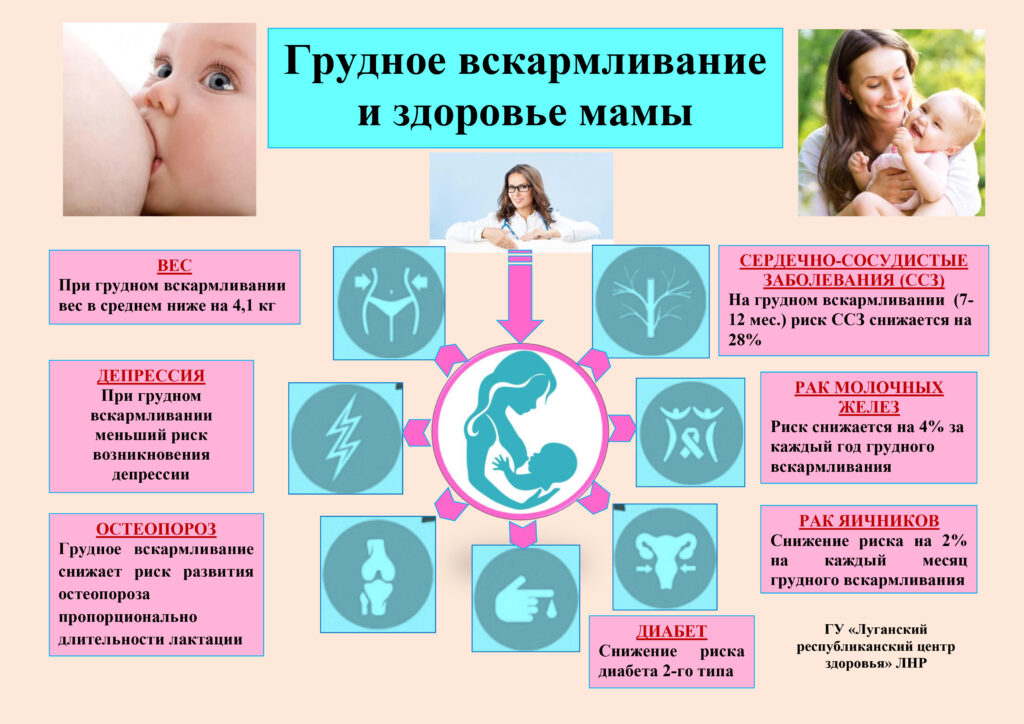 Грудное вскармливание
и здоровье мамы
ВЕС
При грудном вскармливании
вес в среднем ниже на 4,1 кг
СЕРДЕЧНО-СОСУДИСТЫЕ
ЗАБОЛЕВАНИЯ (ССЗ)
На грудном вскармливании (7-
12 мес.) риск ССЗ снижается на
28%
ДЕПРЕССИЯ
При грудном
вскармливании
меньший риск
возникновения
депрессии
РАК МОЛОЧНЫХ
ЖЕЛЕЗ
Риск снижается на 4% за
каждый год грудного
вскармливания
ОСТЕОПОРОЗ
Грудное вскармливание
снижает риск развития
остеопороза
пропорционально
длительности лактации
РАК ЯИЧНИКОВ
Снижение риска на 2%
на каждый месяц
грудного вскармливания
ДИАБЕТ
Снижение риска
диабета 2-го типа
ГУ «Луганский
республиканский центр
здоровья» ЛНР